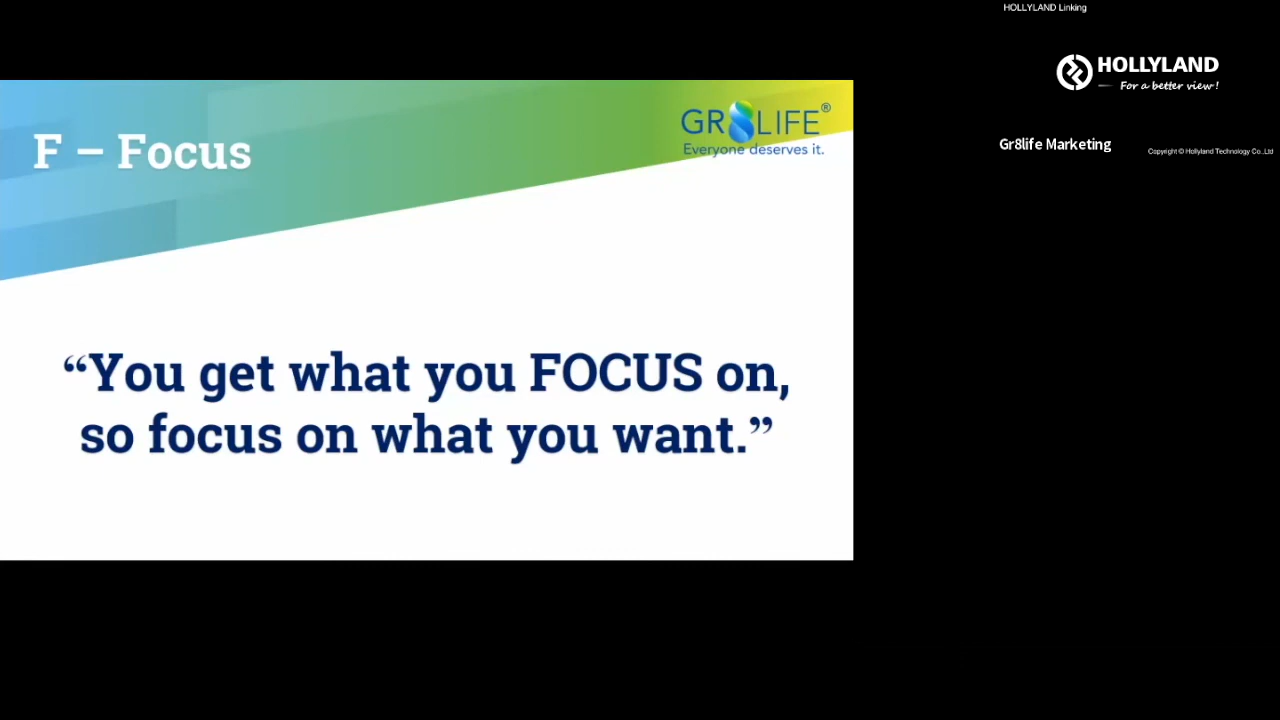 HOLLYLAND Linking
HOLLYLAND
For a better view!
Gr8life Marketing
Copyright © Hollyland Technology Co.,Ltd
F – Focus
GR8LIFE®
Everyone deserves it.
“You get what you FOCUS on,
so focus on what you want.”